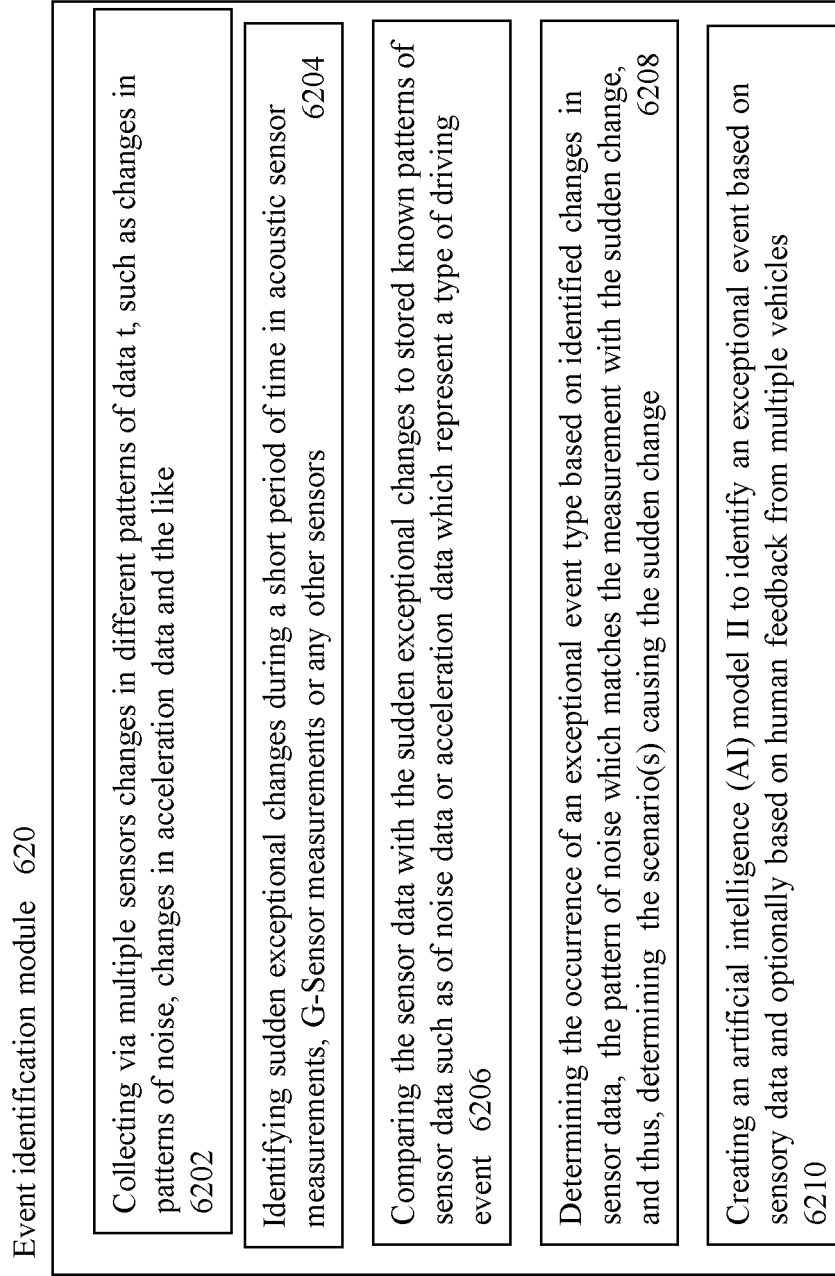 Event identification module 620
Collecting via multiple sensors changes in different patterns of data t, such as changes in
patterns of noise, changes in acceleration data and the like
6202
Identifying sudden exceptional changes during a short period of time in acoustic sensor
measurements, G-Sensor measurements or any other sensors 6204
Comparing the sensor data with the sudden exceptional changes to stored known patterns of
sensor data such as of noise data or acceleration data which represent a type of driving
event 6206
Determining the occurrence of an exceptional event type based on identified changes in
sensor data, the pattern of noise which matches the measurement with the sudden change,
and thus, determining the scenario(s) causing the sudden change 6208
Creating an artificial intelligence (AI) model II to identify an exceptional event based on
sensory data and optionally based on human feedback from multiple vehicles
6210